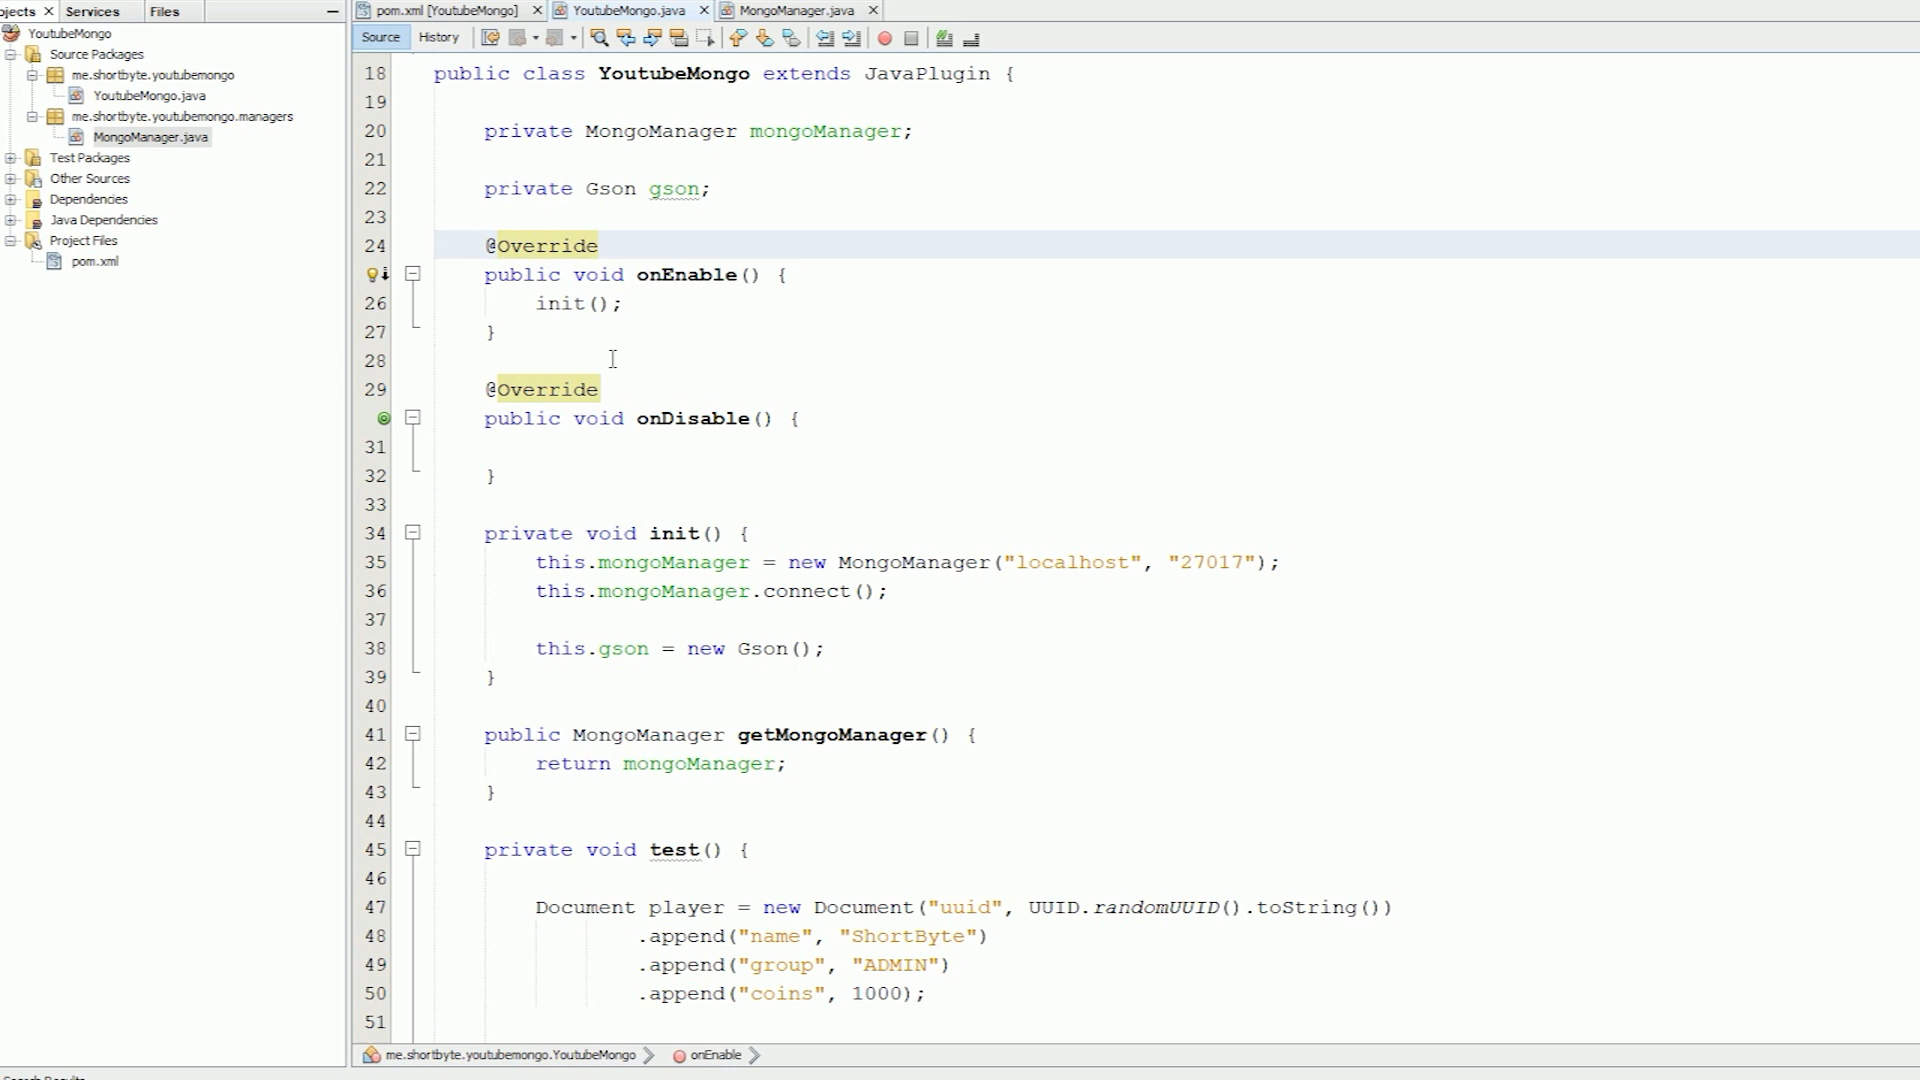 ojects
Services
Files
YoutubeMongo
Source Packages
me.shortbyte.youtubemongo
YoutubeMongo.java
me.shortbyte.youtubemongo.managers
MongoManager.java
Test Packages
Other Sources
Dependencies
Java Dependencies
Project Files
pom.xml
pom.xml [YoutubeMongo]
YoutubeMongo.java
MongoManager.java
Source
History
18 public class YoutubeMongo extends JavaPlugin {
19
20 private MongoManager mongoManager;
21
22 private Gson gson;
23
24 @Override
public void onEnable() {
26 init();
27 }
28
29 @Override
public void onDisable() {
31
32 }
33
34 private void init() {
35 this.mongoManager = new MongoManager("localhost", "27017");
36 this.mongoManager.connect();
37
38 this.gson = new Gson();
39 }
40
41 public MongoManager getMongoManager() {
42 return mongoManager;
43 }
44
45 private void test() {
46
47 Document player = new Document("uuid", UUID.randomUUID().toString())
48 .append("name", "ShortByte")
49 .append("group", "ADMIN")
50 .append("coins", 1000);
51
me.shortbyte.youtubemongo.YoutubeMongo
onEnable